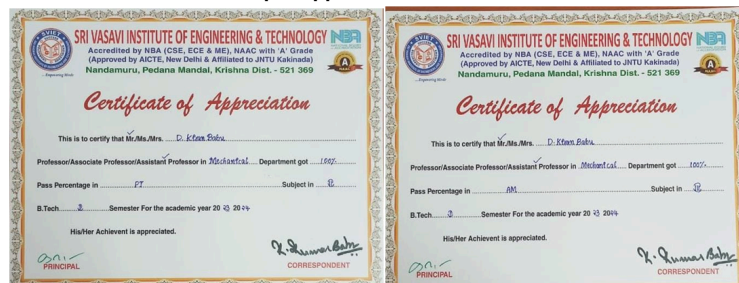 SRI VASAVI INSTITUTE OF ENGINEERING & TECHNOLOGY NBA
Accredited by NBA (CSE, ECE & ME), NAAC with 'A' Grade
(Approved by AICTE, New Delhi & Affiliated to JNTU Kakinada)
Nandamuru, Pedana Mandal, Krishna Dist. - 521 369
SVIET
... Empowering Minds
A
Certificate of Appreciation
This is to certify that Mr./Ms./Mrs. D. Kiran Babu
Professor/Associate Professor/Assistant Professor in Mechanical Department got 100%
Pass Percentage in PT Subject in
B.Tech Semester For the academic year 20 23 2024
His/Her Achievent is appreciated.
PRINCIPAL
CORRESPONDENT
SRI VASAVI INSTITUTE OF ENGINEERING & TECHNOLOGY NBA
Accredited by NBA (CSE, ECE & ME), NAAC with 'A' Grade
(Approved by AICTE, New Delhi & Affiliated to JNTU Kakinada)
Nandamuru, Pedana Mandal, Krishna Dist. - 521 369
SVIET
... Empowering Minds
A
Certificate of Appreciation
This is to certify that Mr./Ms./Mrs. D. Kiran Babu
Professor/Associate Professor/Assistant Professor in Mechanical Department got 100%
Pass Percentage in AM Subject in
B.Tech Semester For the academic year 20 23 2024
His/Her Achievent is appreciated.
PRINCIPAL
CORRESPONDENT